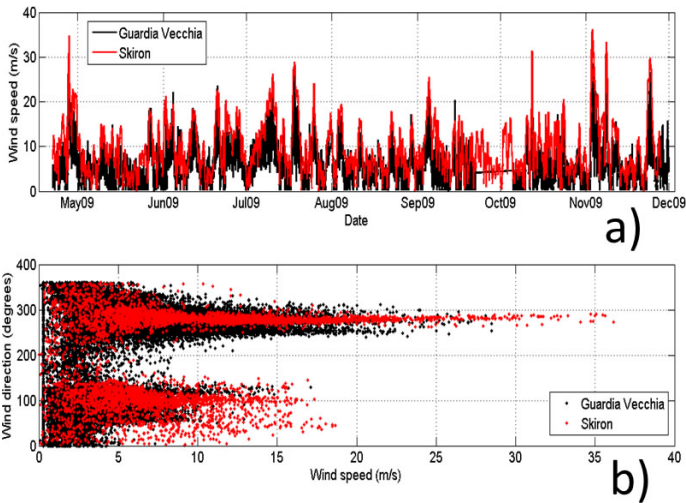 40
30
20
10
0
Wind speed (m/s)
Guardia Vecchia
Skiron
May09 Jun09 Jul09 Aug09 Sep09 Oct09 Nov09 Dec09
Date
a)
400
300
200
100
0
Wind direction (degrees)
Guardia Vecchia
Skiron
0 5 10 15 20 25 30 35 40
Wind speed (m/s)
b)